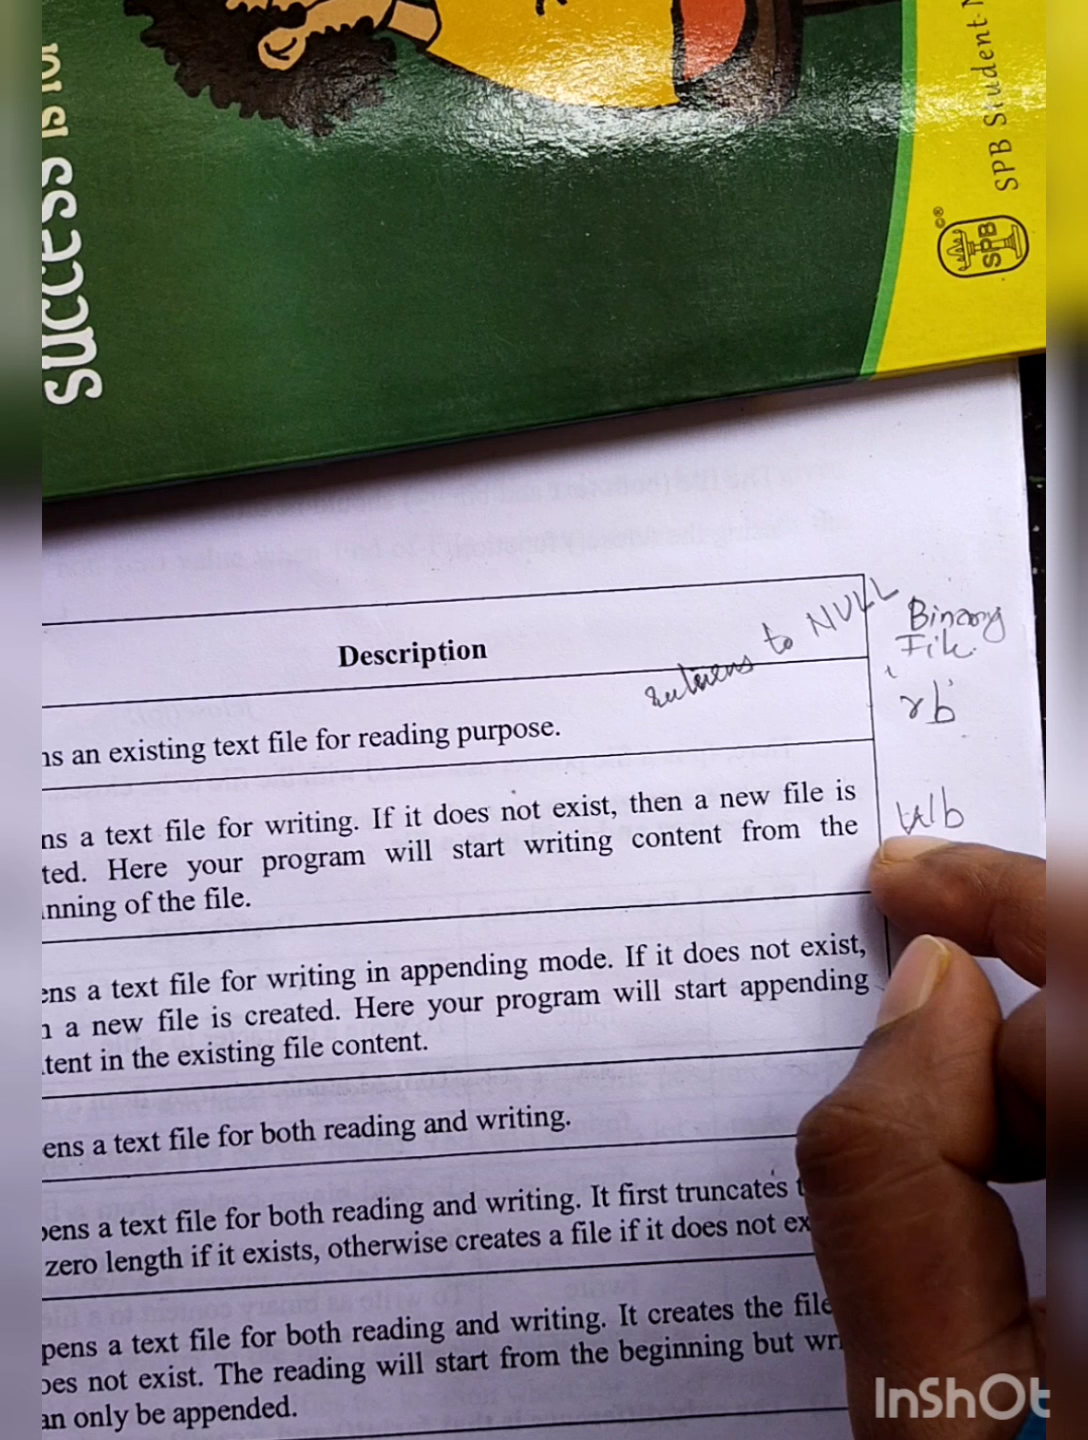 success
SPB Student
SPB
Description
returens to NULL
Binary
File
rb
ns an existing text file for reading purpose.
wb
ns a text file for writing. If it does not exist, then a new file is
ted. Here your program will start writing content from the
nning of the file.
ens a text file for writing in appending mode. If it does not exist,
a new file is created. Here your program will start appending
tent in the existing file content.
ens a text file for both reading and writing.
pens a text file for both reading and writing. It first truncates
zero length if it exists, otherwise creates a file if it does not ex
pens a text file for both reading and writing. It creates the file
oes not exist. The reading will start from the beginning but wri
an only be appended.
InShOt